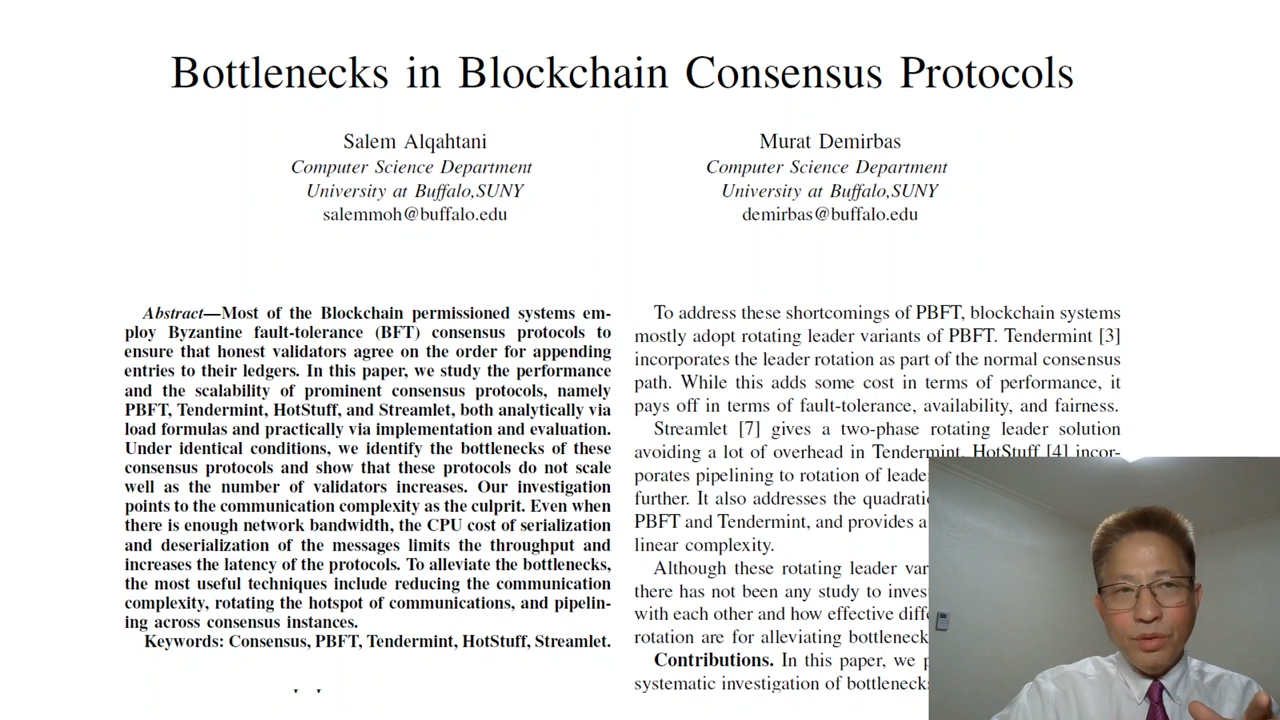 Bottlenecks in Blockchain Consensus Protocols
Salem Alqahtani
Computer Science Department
University at Buffalo,SUNY
salemmoh@buffalo.edu
Murat Demirbas
Computer Science Department
University at Buffalo,SUNY
demirbas@buffalo.edu
Abstract—Most of the Blockchain permissioned systems em-
ploy Byzantine fault-tolerance (BFT) consensus protocols to
ensure that honest validators agree on the order for appending
entries to their ledgers. In this paper, we study the performance
and the scalability of prominent consensus protocols, namely
PBFT, Tendermint, HotStuff, and Streamlet, both analytically via
load formulas and practically via implementation and evaluation.
Under identical conditions, we identify the bottlenecks of these
consensus protocols and show that these protocols do not scale
well as the number of validators increases. Our investigation
points to the communication complexity as the culprit. Even when
there is enough network bandwidth, the CPU cost of serialization
and deserialization of the messages limits the throughput and
increases the latency of the protocols. To alleviate the bottlenecks,
the most useful techniques include reducing the communication
complexity, rotating the hotspot of communications, and pipelin-
ing across consensus instances.
Keywords: Consensus, PBFT, Tendermint, HotStuff, Streamlet.
To address these shortcomings of PBFT, blockchain systems
mostly adopt rotating leader variants of PBFT. Tendermint [3]
incorporates the leader rotation as part of the normal consensus
path. While this adds some cost in terms of performance, it
pays off in terms of fault-tolerance, availability, and fairness.
Streamlet [7] gives a two-phase rotating leader solution
avoiding a lot of overhead in Tendermint. HotStuff [4] incor-
porates pipelining to rotation of leade
further. It also addresses the quadrati
PBFT and Tendermint, and provides a
linear complexity.
Although these rotating leader var
there has not been any study to inves
with each other and how effective diff
rotation are for alleviating bottleneck
Contributions. In this paper, we p
systematic investigation of bottlenecks